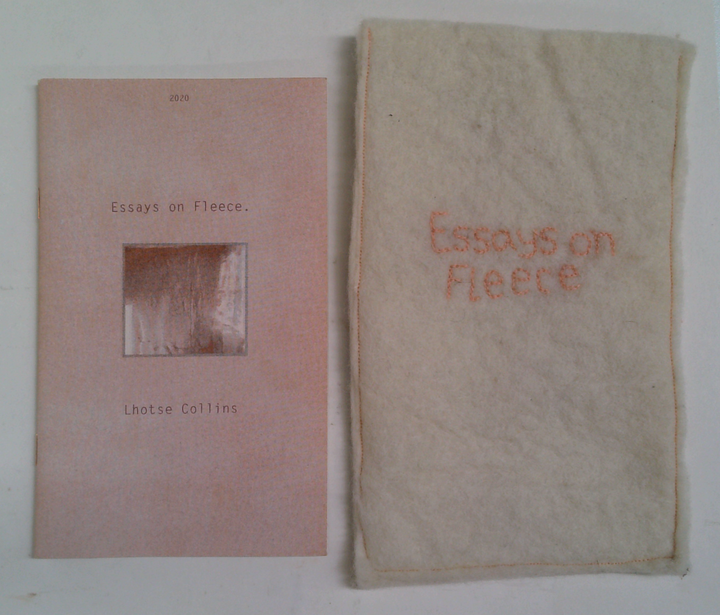 2020
Essays on Fleece.
Lhotse Collins
Essays on
Fleece